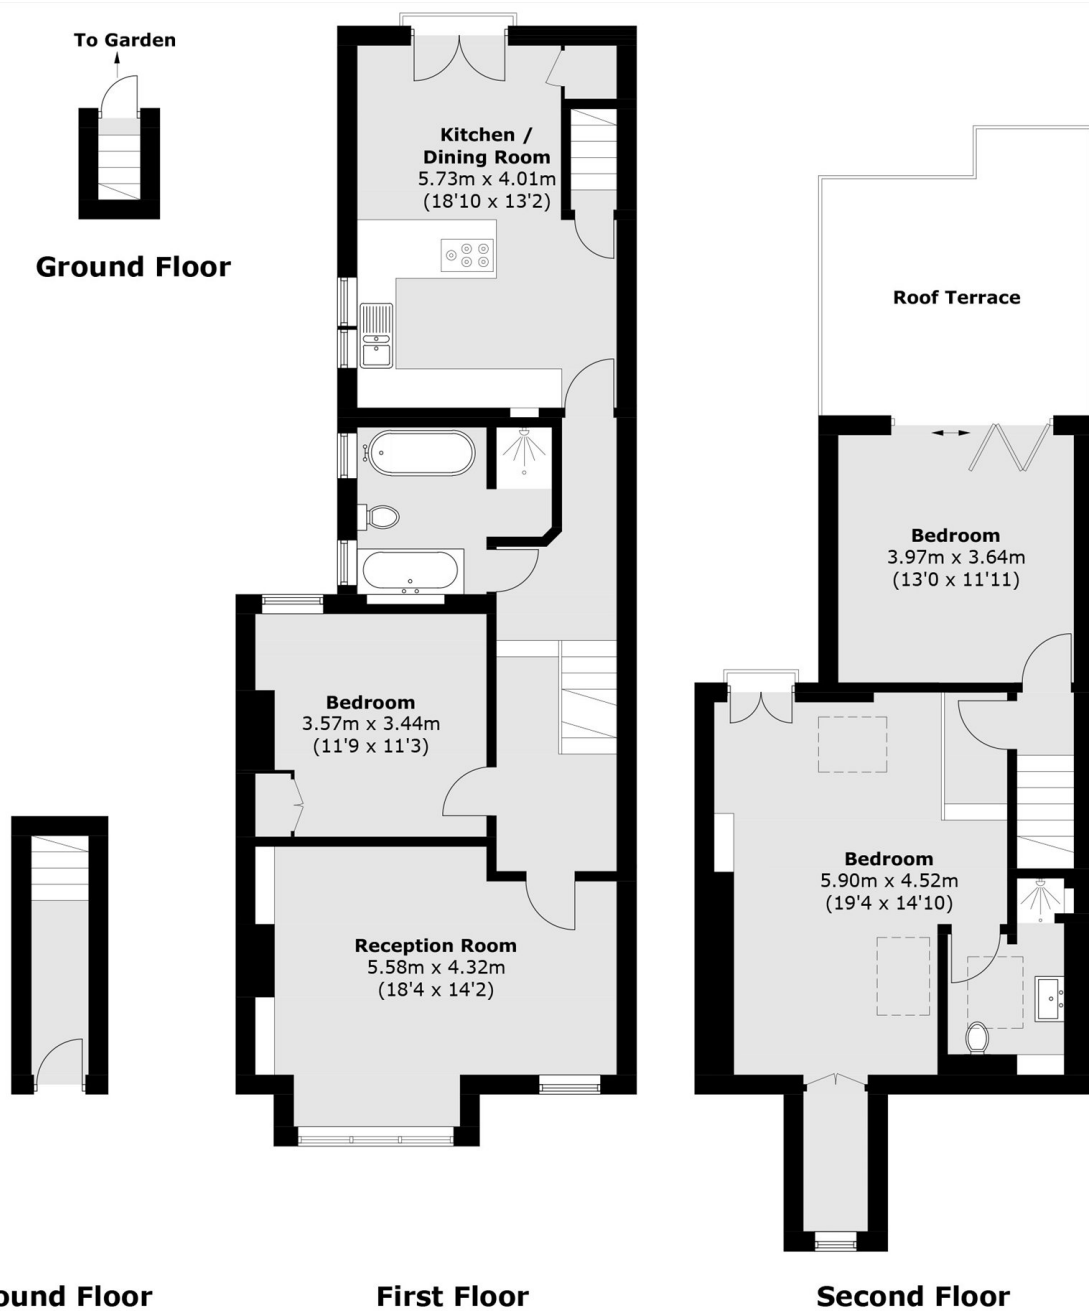 To Garden
Ground Floor
Kitchen /
Dining Room
5.73m x 4.01m
(18'10 x 13'2)
Roof Terrace
Bedroom
3.97m x 3.64m
(13'0 x 11'11)
Bedroom
3.57m x 3.44m
(11'9 x 11'3)
Bedroom
5.90m x 4.52m
(19'4 x 14'10)
Reception Room
5.58m x 4.32m
(18'4 x 14'2)
ound Floor
First Floor
Second Floor